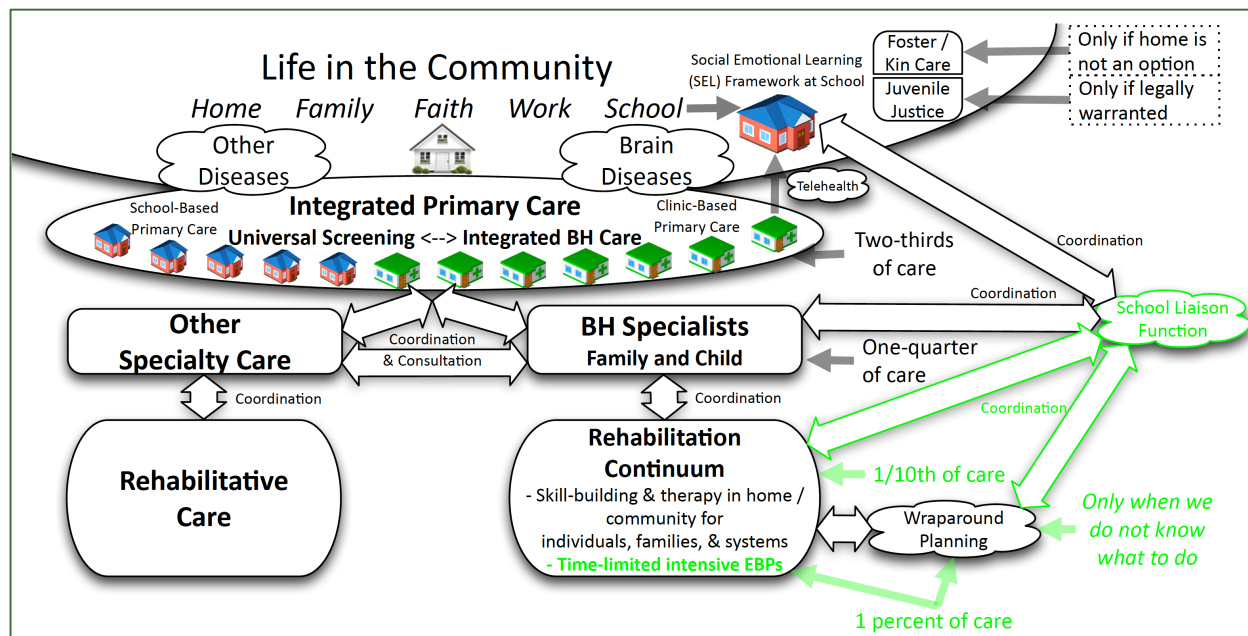 Life in the Community
Home Family Faith Work School
Social Emotional Learning
(SEL) Framework at School
Foster /
Kin Care
Juvenile
Justice
Only if home is
not an option
Only if legally
warranted
Other
Diseases
Brain
Diseases
Telehealth
School-Based
Primary Care
Integrated Primary Care
Clinic-Based
Primary Care
Universal Screening <--> Integrated BH Care
Two-thirds
of care
Coordination
Other
Specialty Care
Coordination
& Consultation
BH Specialists
Family and Child
Coordination
School Liaison
Function
One-quarter
of care
Coordination
Coordination
Coordination
Rehabilitative
Care
Rehabilitation
Continuum
- Skill-building & therapy in home /
community for
individuals, families, & systems
- Time-limited intensive EBPs
1/10th of care
Wraparound
Planning
Only when we
do not know
what to do
1 percent of care